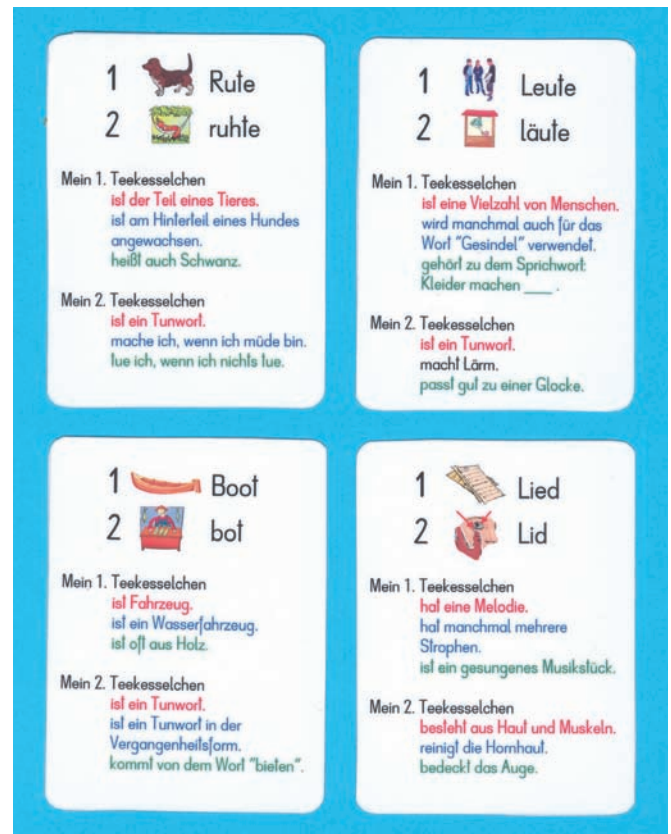 1 Rute
2 ruhte
Mein 1. Teekesselchen
ist der Teil eines Tieres.
ist am Hinterteil eines Hundes
angewachsen.
heißt auch Schwanz.
Mein 2. Teekesselchen
ist ein Tunwort.
mache ich, wenn ich müde bin.
tue ich, wenn ich nichts tue.
1 Leute
2 läute
Mein 1. Teekesselchen
ist eine Vielzahl von Menschen.
wird manchmal auch für das
Wort "Gesindel" verwendet.
gehört zu dem Sprichwort:
Kleider machen ___ .
Mein 2. Teekesselchen
ist ein Tunwort.
macht Lärm.
passt gut zu einer Glocke.
1 Boot
2 bot
Mein 1. Teekesselchen
ist Fahrzeug.
ist ein Wasserfahrzeug.
ist oft aus Holz.
Mein 2. Teekesselchen
ist ein Tunwort.
ist ein Tunwort in der
Vergangenheitsform.
kommt von dem Wort "bieten".
1 Lied
2 Lid
Mein 1. Teekesselchen
hat eine Melodie.
hat manchmal mehrere
Strophen.
ist ein gesungenes Musikstück.
Mein 2. Teekesselchen
besteht aus Haut und Muskeln.
reinigt die Hornhaut.
bedeckt das Auge.